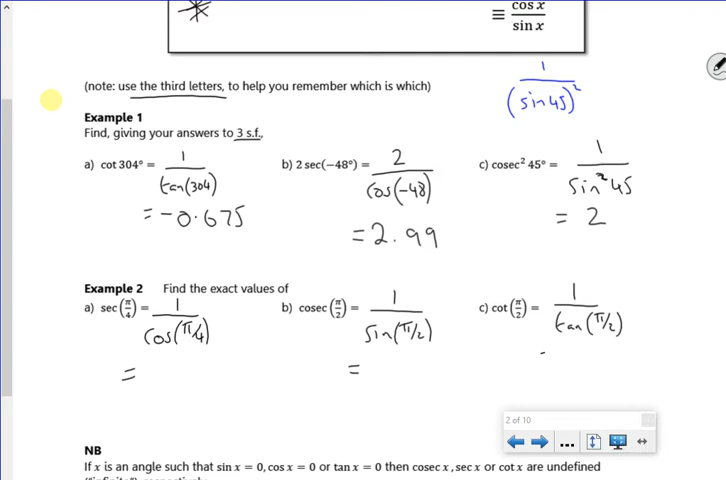 ≡ cos x / sin x
(note: use the third letters, to help you remember which is which)
1 / (sin 45)²
Example 1
Find, giving your answers to 3 s.f.,
a) cot 304° = 1 / tan(304)
= -0.675
b) 2 sec(−48°) = 2 / cos(-48)
= 2.99
c) cosec² 45° = 1 / sin² 45
= 2
Example 2 Find the exact values of
a) sec(π/4) = 1 / cos(π/4)
=
b) cosec(π/2) = 1 / sin(π/2)
=
c) cot(π/2) = 1 / tan(π/2)
2 of 10
NB
If x is an angle such that sin x = 0, cos x = 0 or tan x = 0 then cosec x, sec x or cot x are undefined